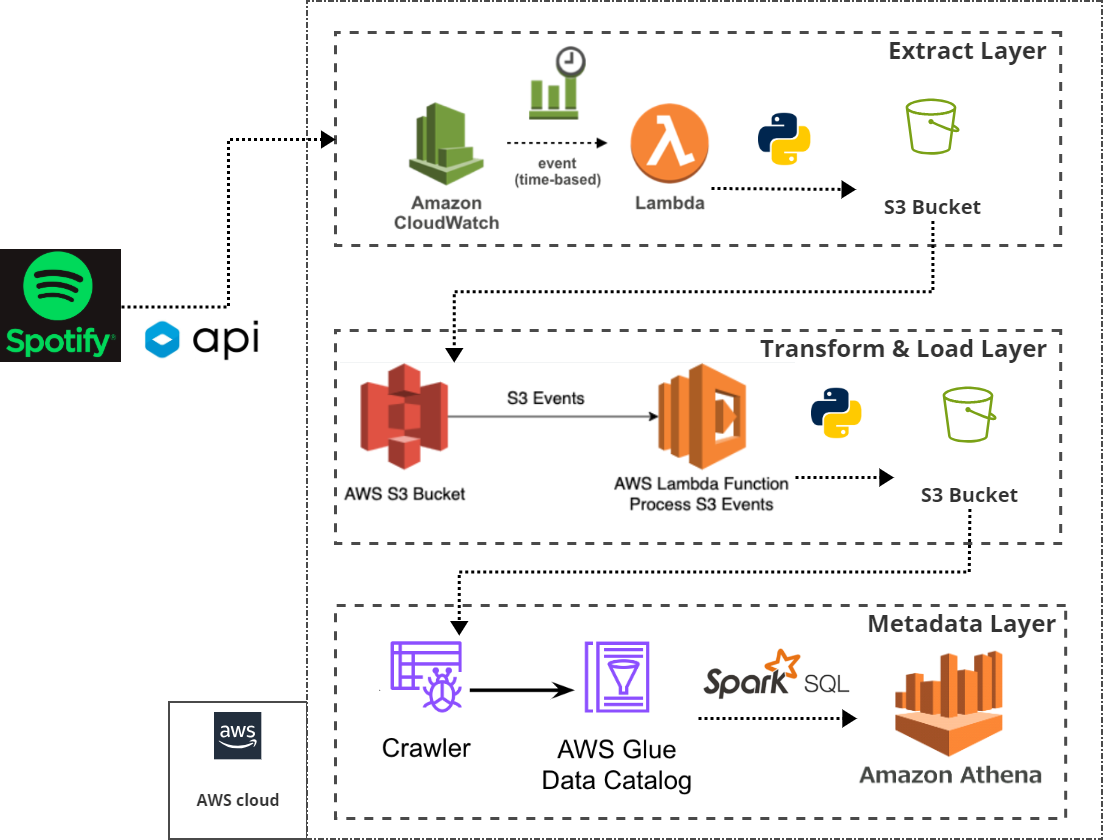 Extract Layer
event
(time-based)
Amazon
CloudWatch
Lambda
S3 Bucket
Spotify
api
Transform & Load Layer
S3 Events
AWS S3 Bucket
AWS Lambda Function
Process S3 Events
S3 Bucket
Metadata Layer
Spark SQL
Crawler
AWS Glue
Data Catalog
Amazon Athena
aws
AWS cloud